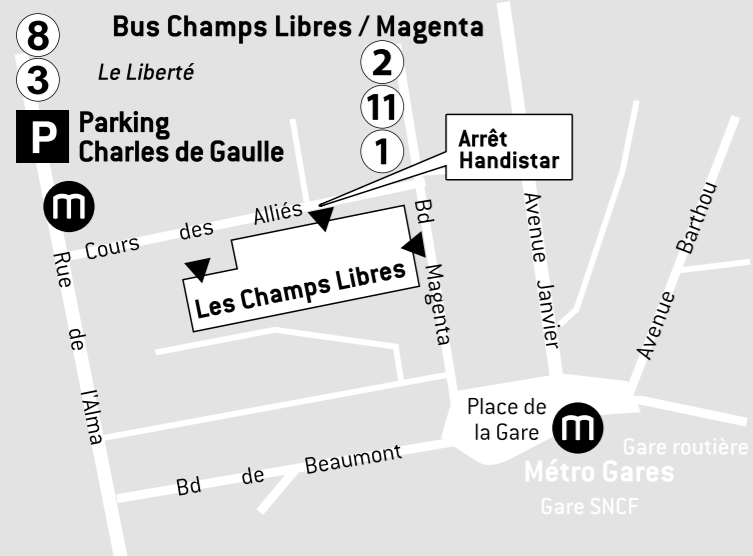 8
Bus Champs Libres / Magenta
3
Le Liberté
2
11
1
P
Parking
Charles de Gaulle
Arrêt
Handistar
m
Cours des Alliés
Bd Magenta
Avenue Janvier
Avenue Barthou
Rue de l'Alma
Les Champs Libres
Place de
la Gare
m
Gare routière
Métro Gares
Gare SNCF
Bd de Beaumont